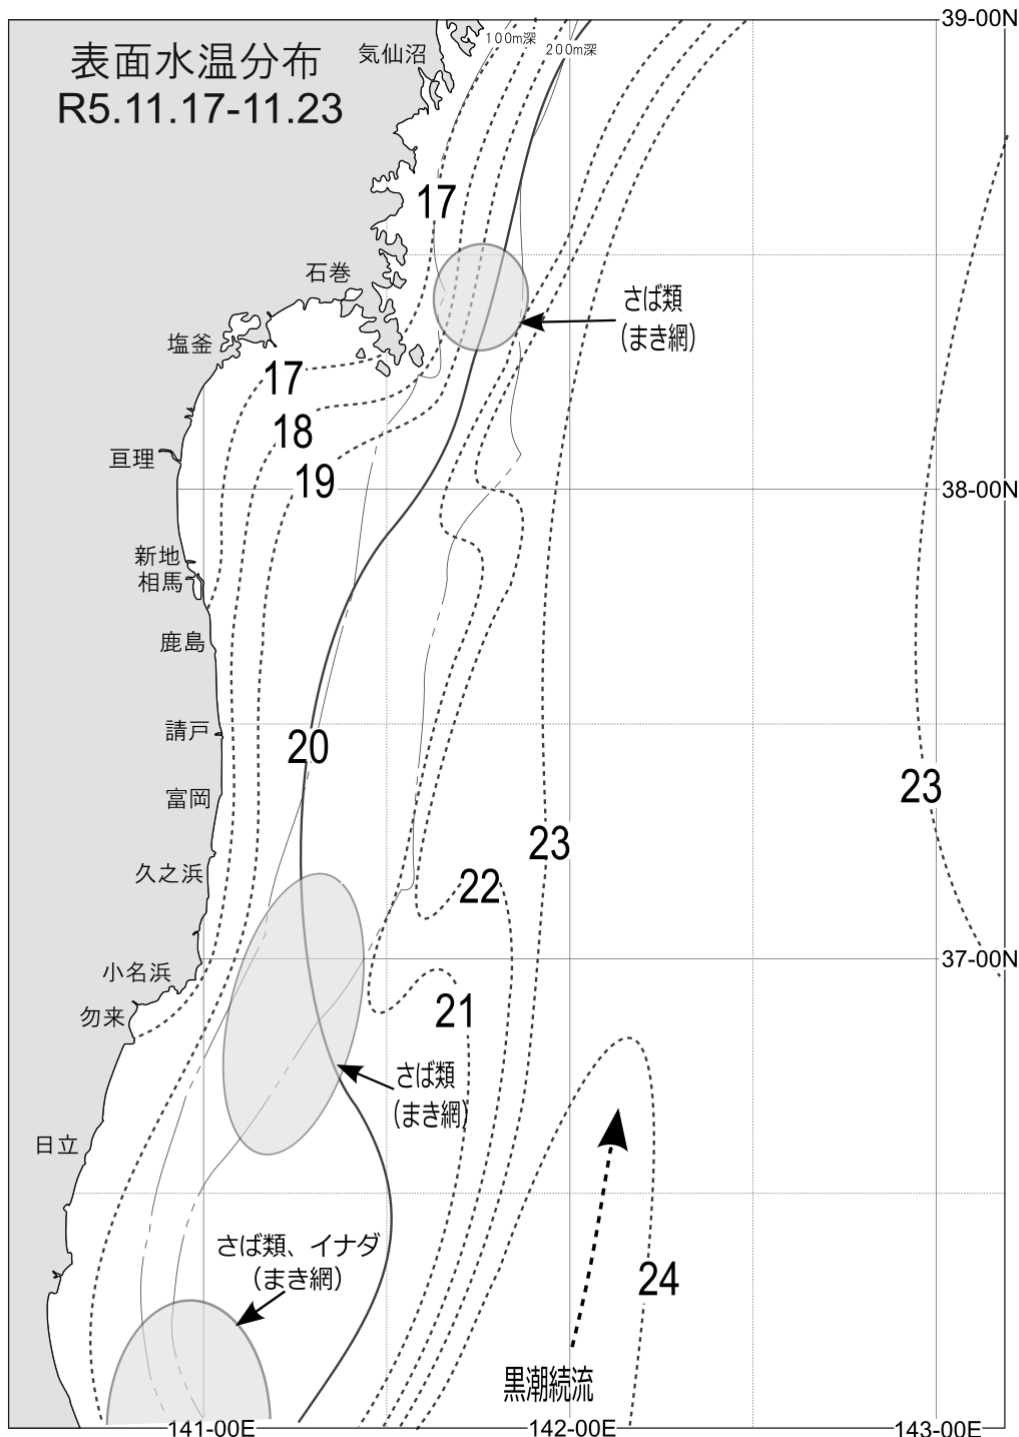 39-00N
100m深
200m深
気仙沼
表面水温分布
R5.11.17-11.23
17
石巻
さば類
(まき網)
塩釜
17
18
19
亘理
38-00N
新地
相馬
鹿島
請戸
20
富岡
23
23
久之浜
22
37-00N
小名浜
勿来
21
さば類
(まき網)
日立
さば類、イナダ
(まき網)
24
黒潮続流
141-00E
142-00E
143-00E